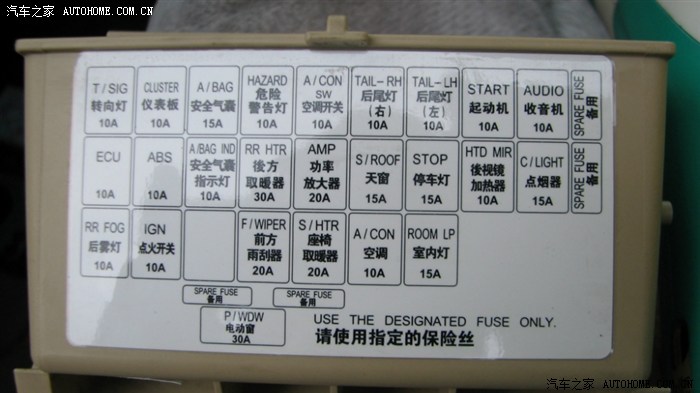 汽车之家 AUTOHOME.COM.CN
T/SIG
转向灯
10A
CLUSTER
仪表板
10A
A/BAG
安全气囊
15A
HAZARD
危险
警告灯
10A
A/CON
SW
空调开关
10A
TAIL-RH
后尾灯
(右)
10A
TAIL-LH
后尾灯
(左)
10A
START
起动机
10A
AUDIO
收音机
10A
SPARE FUSE
备用
ECU
10A
ABS
10A
A/BAG IND
安全气囊
指示灯
10A
RR HTR
後方
取暖器
30A
AMP
功率
放大器
20A
S/ROOF
天窗
15A
STOP
停车灯
15A
HTD MIR
後视镜
加热器
10A
C/LIGHT
点烟器
15A
SPARE FUSE
备用
RR FOG
后雾灯
10A
IGN
点火开关
10A
F/WIPER
前方
雨刮器
20A
S/HTR
座椅
取暖器
20A
A/CON
空调
10A
ROOM LP
室内灯
15A
SPARE FUSE
备用
SPARE FUSE
备用
P/WDW
电动窗
30A
USE THE DESIGNATED FUSE ONLY.
请使用指定的保险丝
汽车之家 AUTOHOME.COM.CN